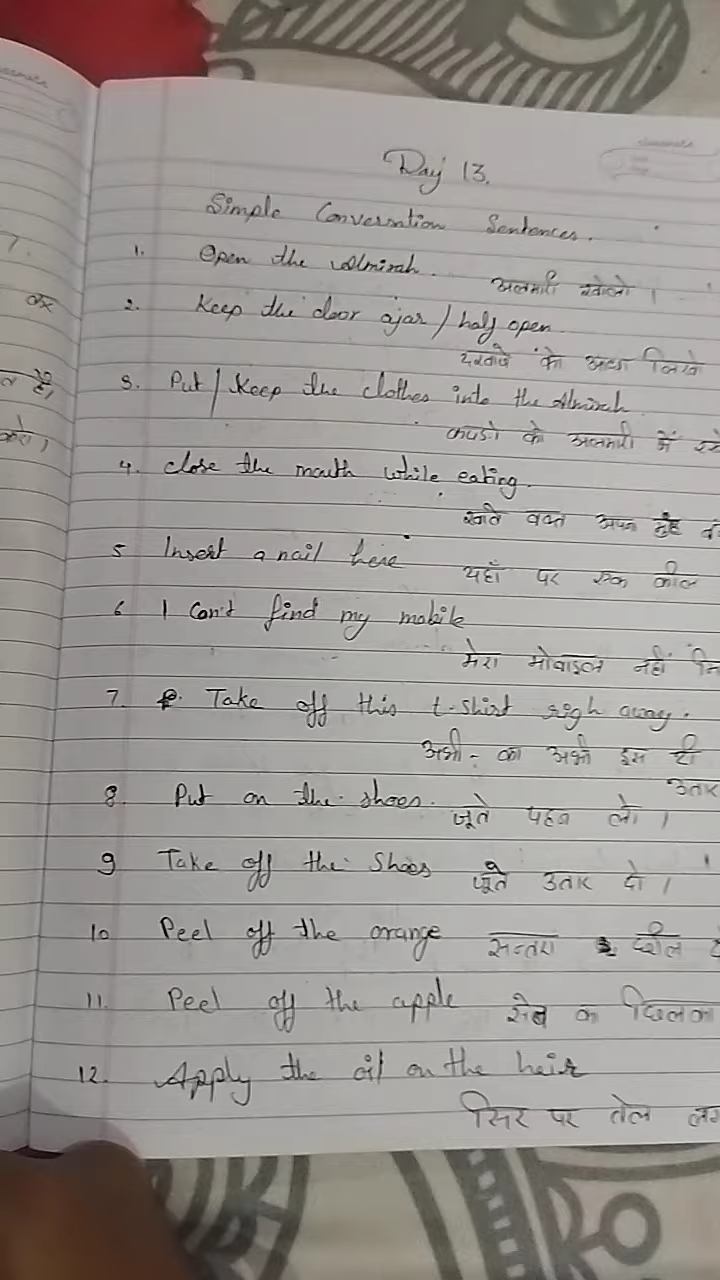 Day 13.
Simple Converntion Sentences.
1. Open the Almirah.
अलमारी खोलो ।
2. Keep the door ajar / half open.
को आधा
3. Put / Keep the clothes into the Almirah
कपडो को अलमारी में
4. Close the mouth while eating.
खाते वक्त अपना मुँह
5 Insert a nail here
यहाँ पर एक कील
6 I Can't find my mobile
मेरा मोबाइल नहीं
7. Take off this t-shirt righ away.
अभी - का अभी इस टी
उतार
8. Put on the shoes.
जूते पहन लो ।
9 Take off the Shoes
जूते उतार दो ।
10 Peel off the orange
सन्तरा छील
11. Peel off the apple
सेब का छिलका
12. Apply the oil on the heir
सिर पर तेल